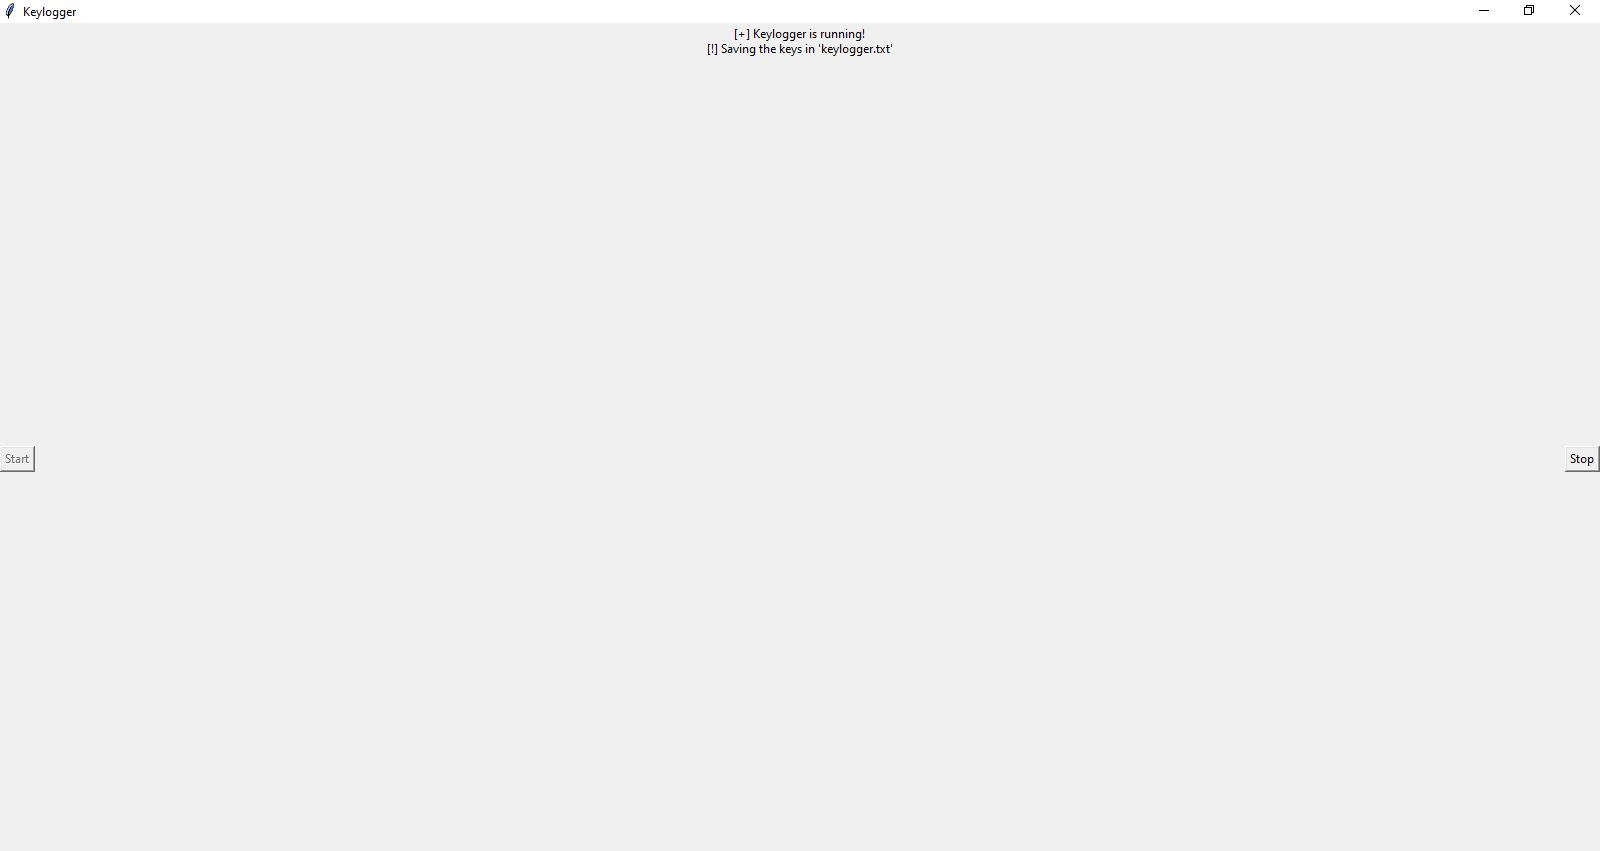 Keylogger
[+] Keylogger is running!
[!] Saving the keys in 'keylogger.txt'
Start
Stop